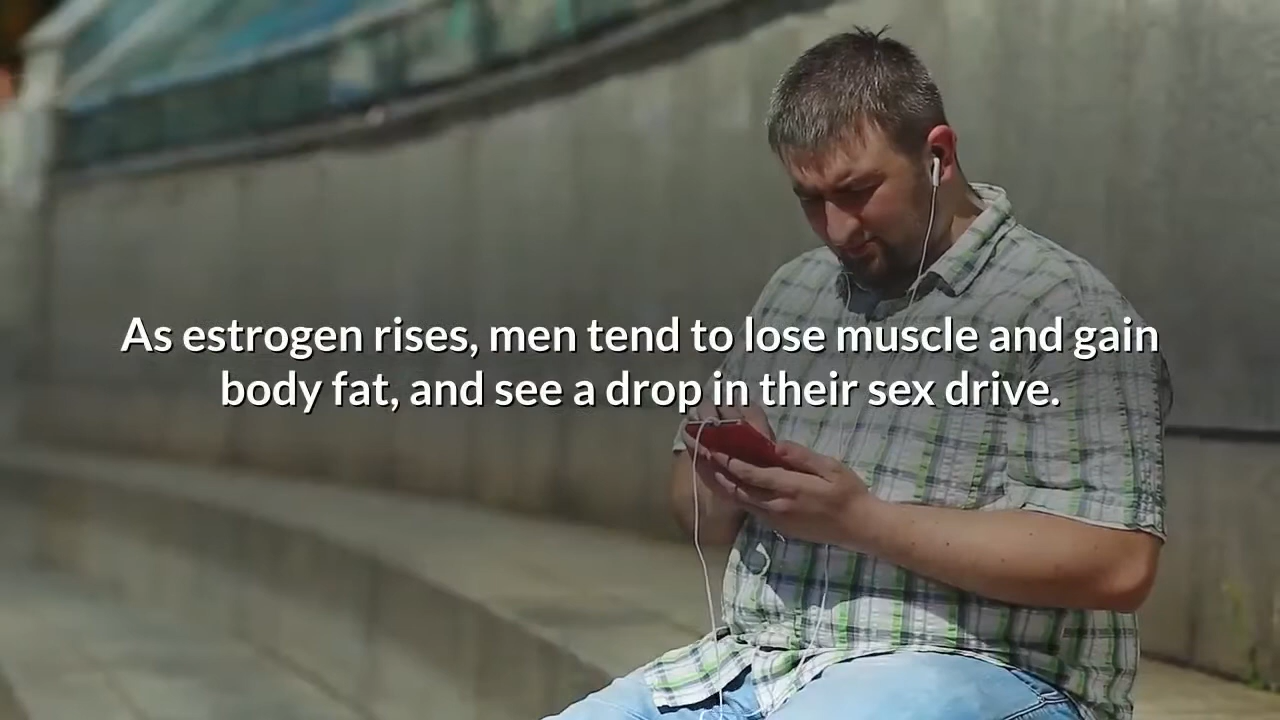 As estrogen rises, men tend to lose muscle and gain
body fat, and see a drop in their sex drive.